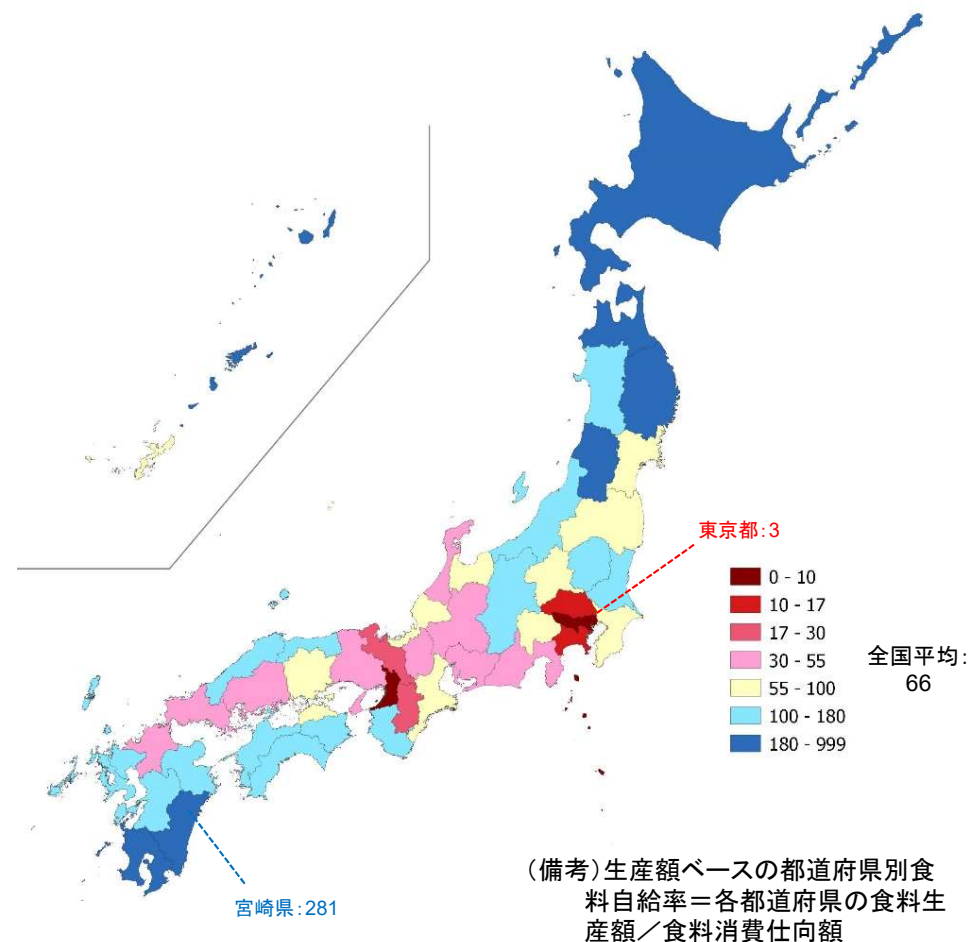 東京都：3
0 - 10
10 - 17
17 - 30
30 - 55
55 - 100
100 - 180
180 - 999
全国平均：
66
宮崎県：281
（備考）生産額ベースの都道府県別食
料自給率＝各都道府県の食料生
産額／食料消費仕向額